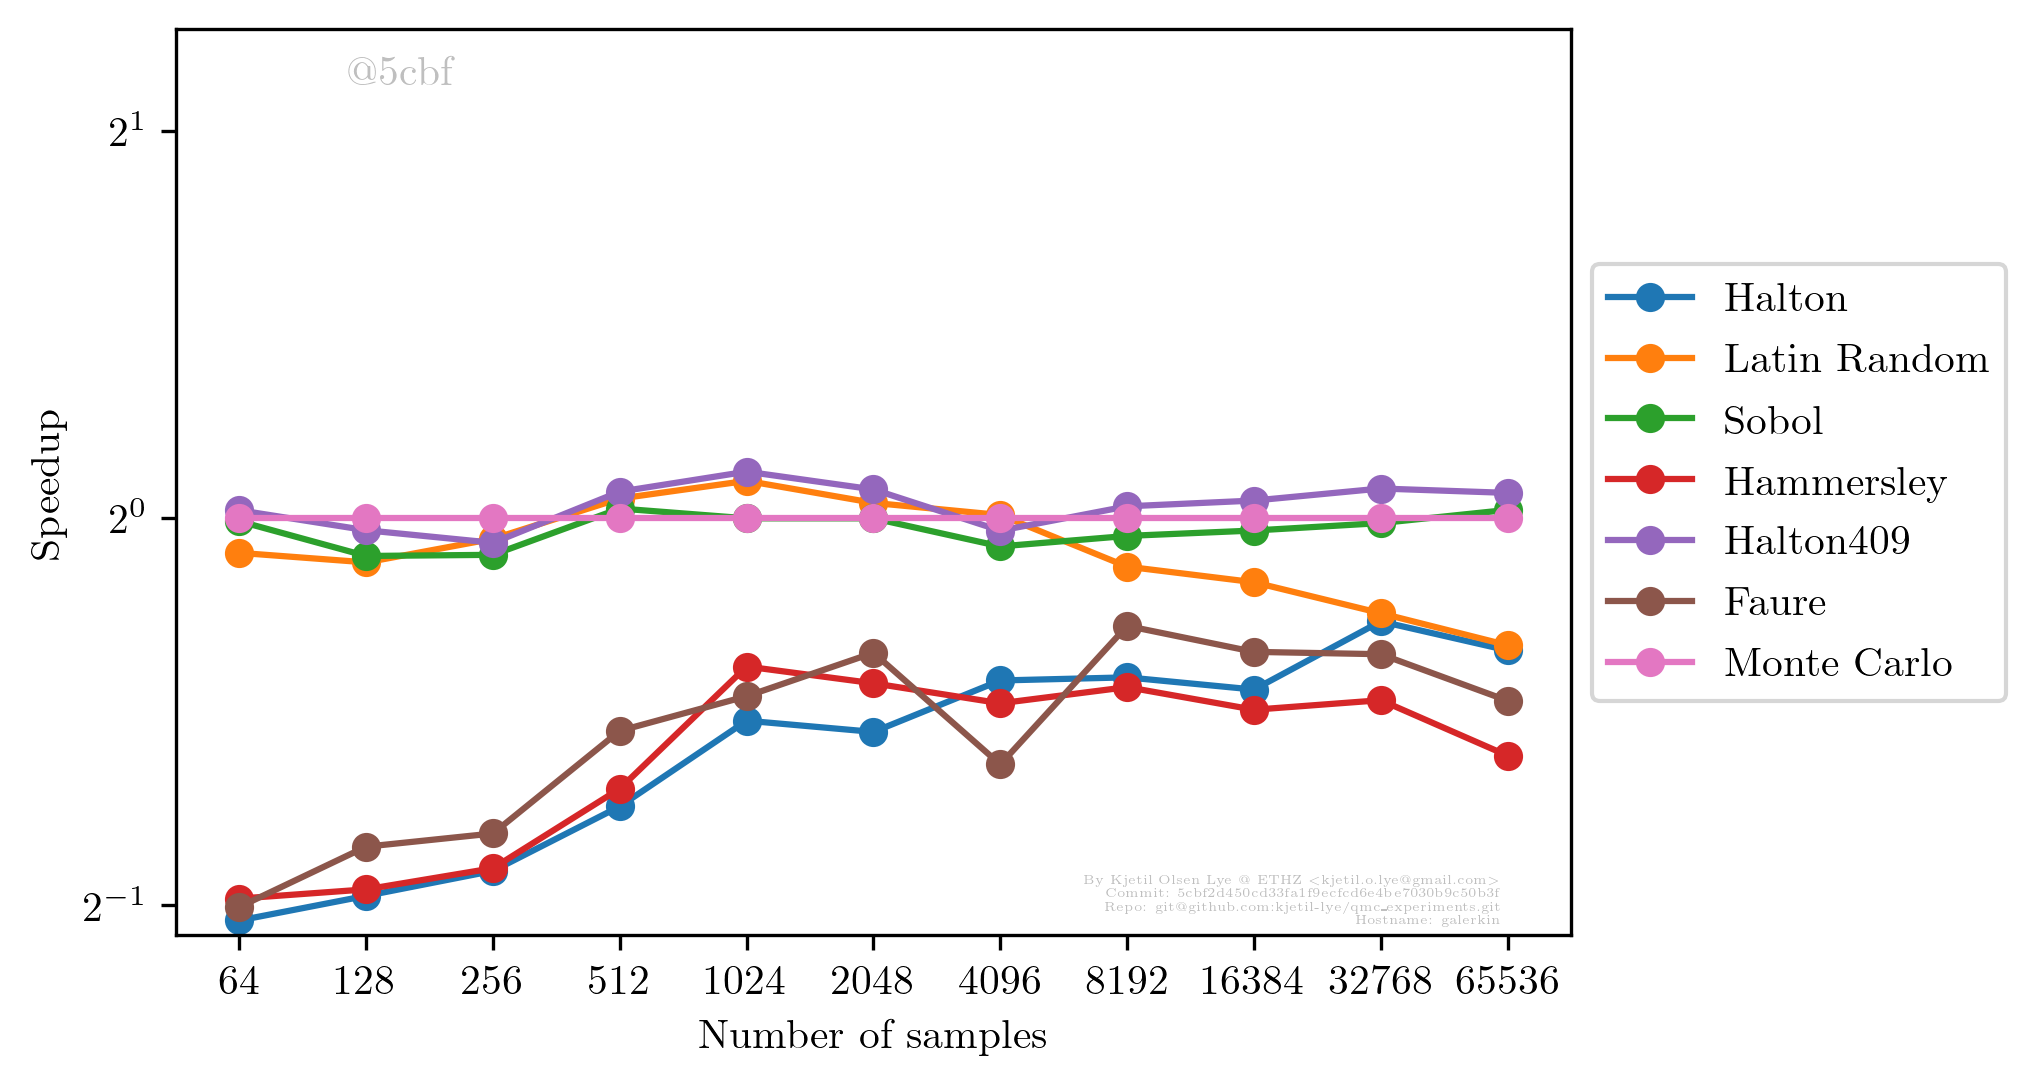 @5cbf
2^1
2^0
2^{-1}
Speedup
Halton
Latin Random
Sobol
Hammersley
Halton409
Faure
Monte Carlo
By Kjetil Olsen Lye @ ETHZ <kjetil.o.lye@gmail.com>
Commit: 5cbf2d450cd33fa1f9ecfcd6e4be7030b9c50b3f
Repo: git@github.com:kjetil-lye/qmc_experiments.git
Hostname: galerkin
64 128 256 512 1024 2048 4096 8192 16384 32768 65536
Number of samples